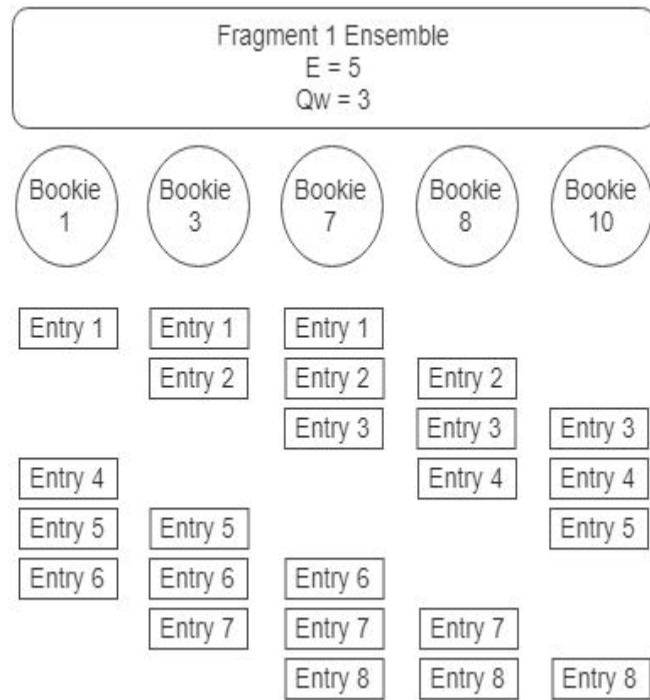 Fragment 1 Ensemble
E = 5
Qw = 3
Bookie 1
Bookie 3
Bookie 7
Bookie 8
Bookie 10
Entry 1 Entry 1 Entry 1
Entry 2 Entry 2 Entry 2
Entry 3 Entry 3 Entry 3
Entry 4 Entry 4 Entry 4
Entry 5 Entry 5 Entry 5
Entry 6 Entry 6 Entry 6
Entry 7 Entry 7 Entry 7
Entry 8 Entry 8 Entry 8